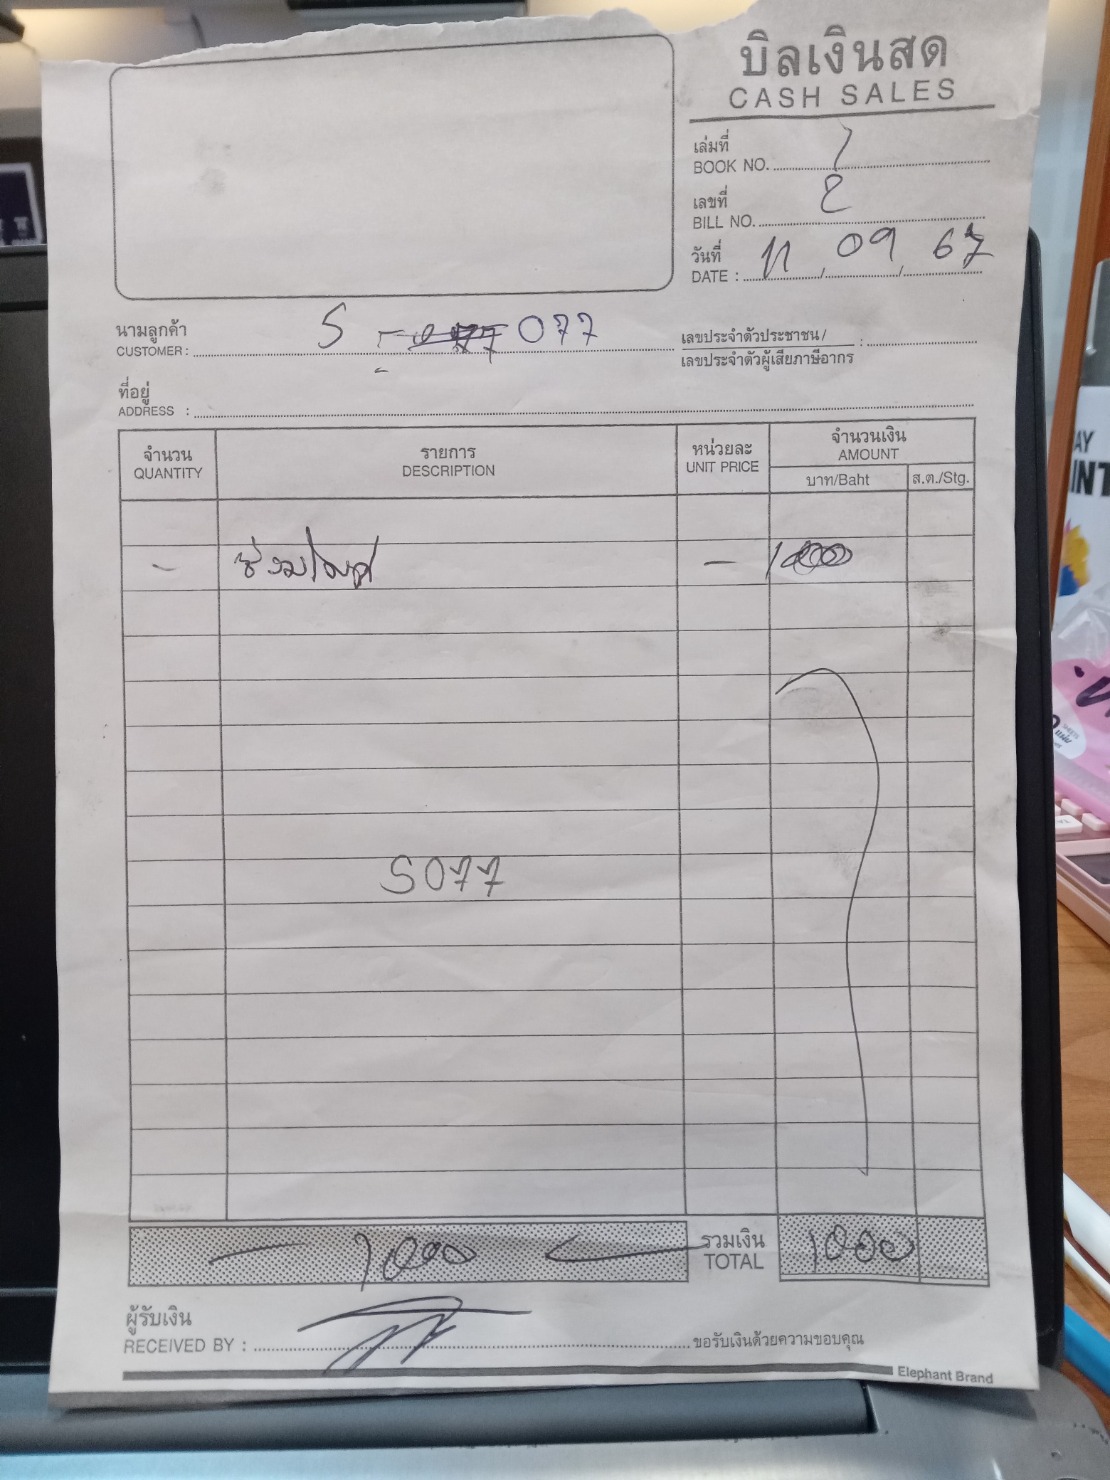 บิลเงินสด
CASH SALES
เล่มที่
BOOK NO. 1
เลขที่
BILL NO. 2
วันที่
DATE : 11 / 09 / 67
นามลูกค้า
CUSTOMER : S - 077
เลขประจำตัวประชาชน / :
เลขประจำตัวผู้เสียภาษีอากร
ที่อยู่
ADDRESS :
จำนวน รายการ หน่วยละ จำนวนเงิน
QUANTITY DESCRIPTION UNIT PRICE AMOUNT
บาท/Baht ส.ต./Stg.
- - 1000
S077
1000 รวมเงิน 1000
TOTAL
ผู้รับเงิน
RECEIVED BY : ขอรับเงินด้วยความขอบคุณ
Elephant Brand